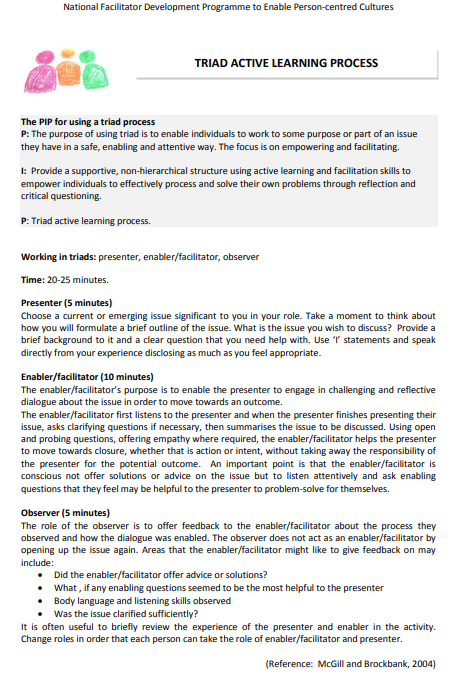 National Facilitator Development Programme to Enable Person-centred Cultures
TRIAD ACTIVE LEARNING PROCESS
The PIP for using a triad process
P: The purpose of using triad is to enable individuals to work to some purpose or part of an issue
they have in a safe, enabling and attentive way. The focus is on empowering and facilitating.
I: Provide a supportive, non-hierarchical structure using active learning and facilitation skills to
empower individuals to effectively process and solve their own problems through reflection and
critical questioning.
P: Triad active learning process.
Working in triads: presenter, enabler/facilitator, observer
Time: 20-25 minutes.
Presenter (5 minutes)
Choose a current or emerging issue significant to you in your role. Take a moment to think about
how you will formulate a brief outline of the issue. What is the issue you wish to discuss? Provide a
brief background to it and a clear question that you need help with. Use 'I' statements and speak
directly from your experience disclosing as much as you feel appropriate.
Enabler/facilitator (10 minutes)
The enabler/facilitator's purpose is to enable the presenter to engage in challenging and reflective
dialogue about the issue in order to move towards an outcome.
The enabler/facilitator first listens to the presenter and when the presenter finishes presenting their
issue, asks clarifying questions if necessary, then summarises the issue to be discussed. Using open
and probing questions, offering empathy where required, the enabler/facilitator helps the presenter
to move towards closure, whether that is action or intent, without taking away the responsibility of
the presenter for the potential outcome. An important point is that the enabler/facilitator is
conscious not offer solutions or advice on the issue but to listen attentively and ask enabling
questions that they feel may be helpful to the presenter to problem-solve for themselves.
Observer (5 minutes)
The role of the observer is to offer feedback to the enabler/facilitator about the process they
observed and how the dialogue was enabled. The observer does not act as an enabler/facilitator by
opening up the issue again. Areas that the enabler/facilitator might like to give feedback on may
include:
• Did the enabler/facilitator offer advice or solutions?
• What , if any enabling questions seemed to be the most helpful to the presenter
• Body language and listening skills observed
• Was the issue clarified sufficiently?
It is often useful to briefly review the experience of the presenter and enabler in the activity.
Change roles in order that each person can take the role of enabler/facilitator and presenter.
(Reference: McGill and Brockbank, 2004)